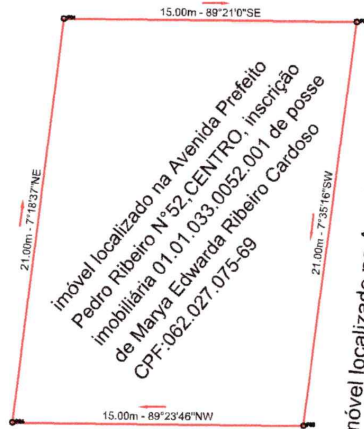 15.00m - 89°21'0"SE
imóvel localizado na Avenida Prefeito
Pedro Ribeiro N°52, CENTRO, inscrição
imobiliária 01.01.033.0052.001 de posse
de Marya Edwarda Ribeiro Cardoso
CPF:062.027.075-69
21.00m - 7°18'37"NE
21.00m - 7°35'16"SW
15.00m - 89°23'46"NW
móvel localizado na